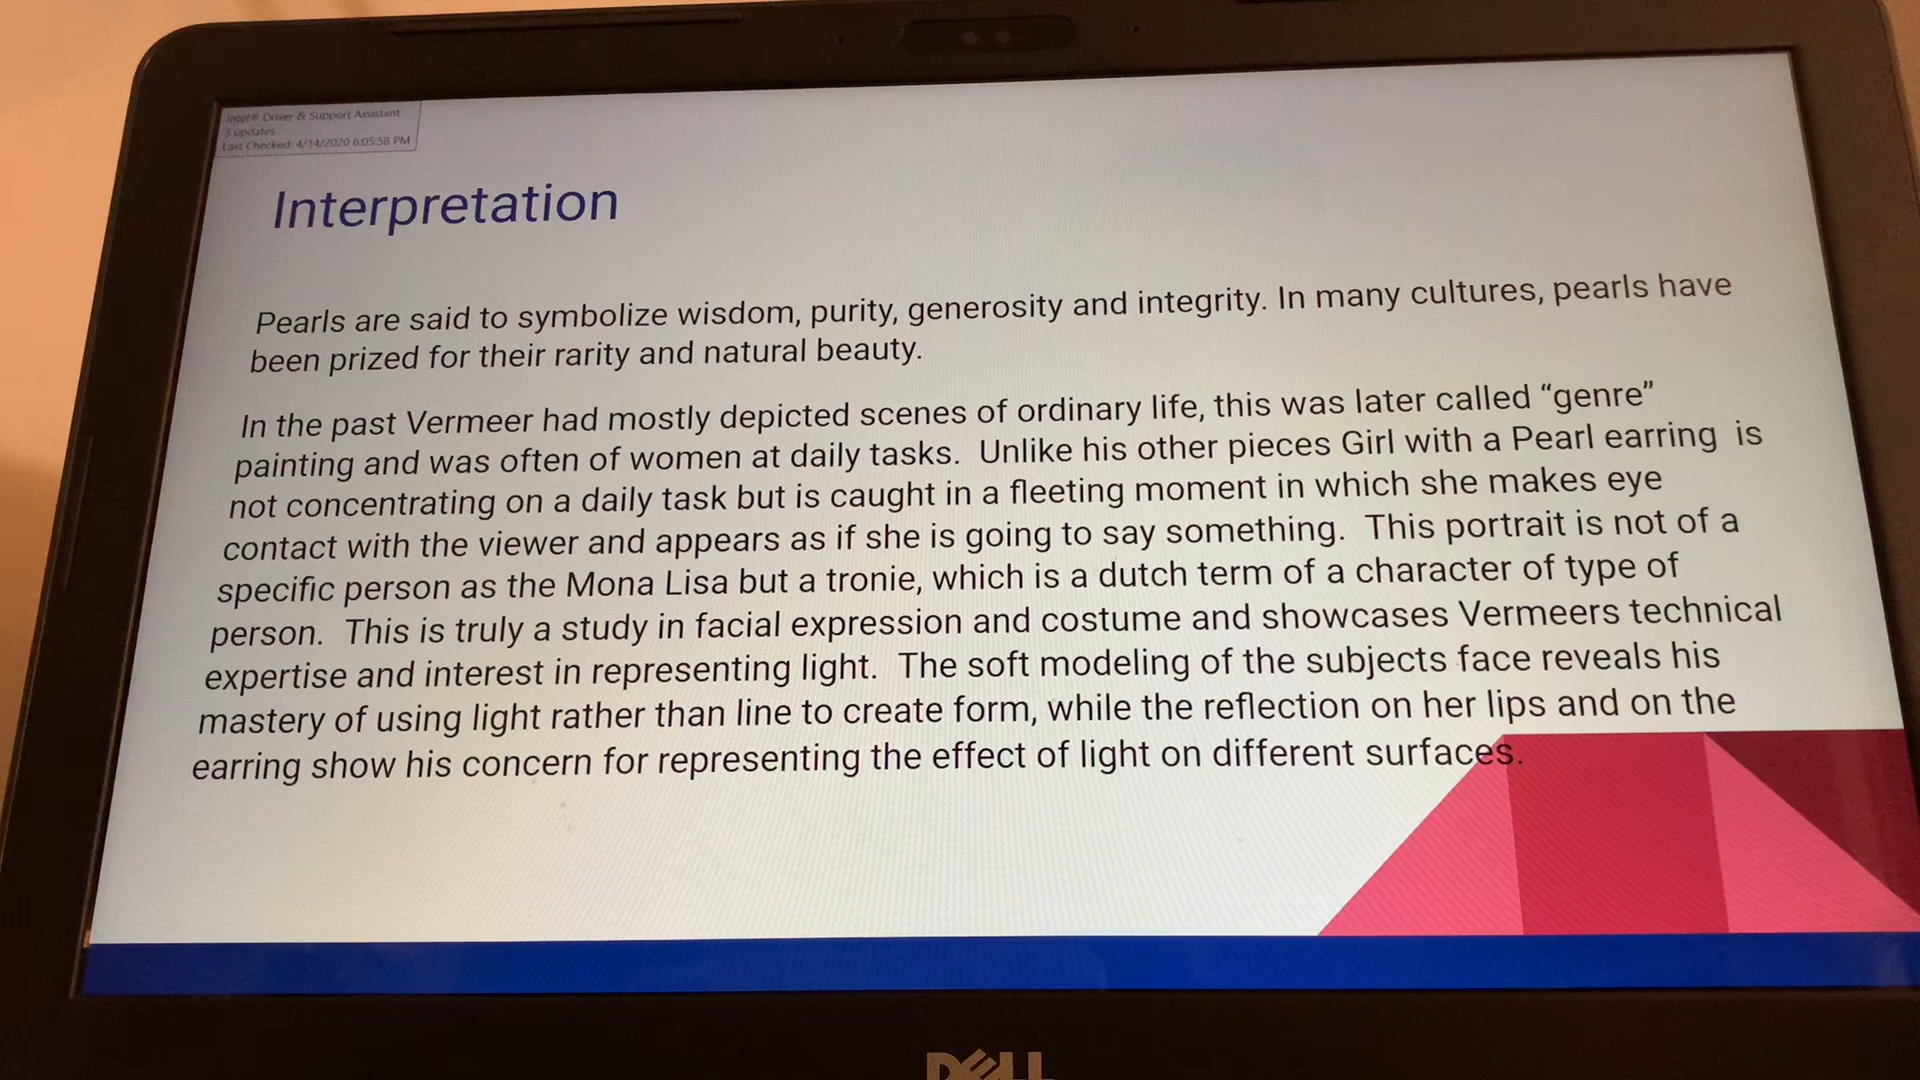 Intel® Driver & Support Assistant
3 updates
Last Checked: 4/14/2020 6:05:58 PM
Interpretation
Pearls are said to symbolize wisdom, purity, generosity and integrity. In many cultures, pearls have
been prized for their rarity and natural beauty.
In the past Vermeer had mostly depicted scenes of ordinary life, this was later called “genre”
painting and was often of women at daily tasks.  Unlike his other pieces Girl with a Pearl earring  is
not concentrating on a daily task but is caught in a fleeting moment in which she makes eye
contact with the viewer and appears as if she is going to say something.  This portrait is not of a
specific person as the Mona Lisa but a tronie, which is a dutch term of a character of type of
person.  This is truly a study in facial expression and costume and showcases Vermeers technical
expertise and interest in representing light.  The soft modeling of the subjects face reveals his
mastery of using light rather than line to create form, while the reflection on her lips and on the
earring show his concern for representing the effect of light on different surfaces.
DELL